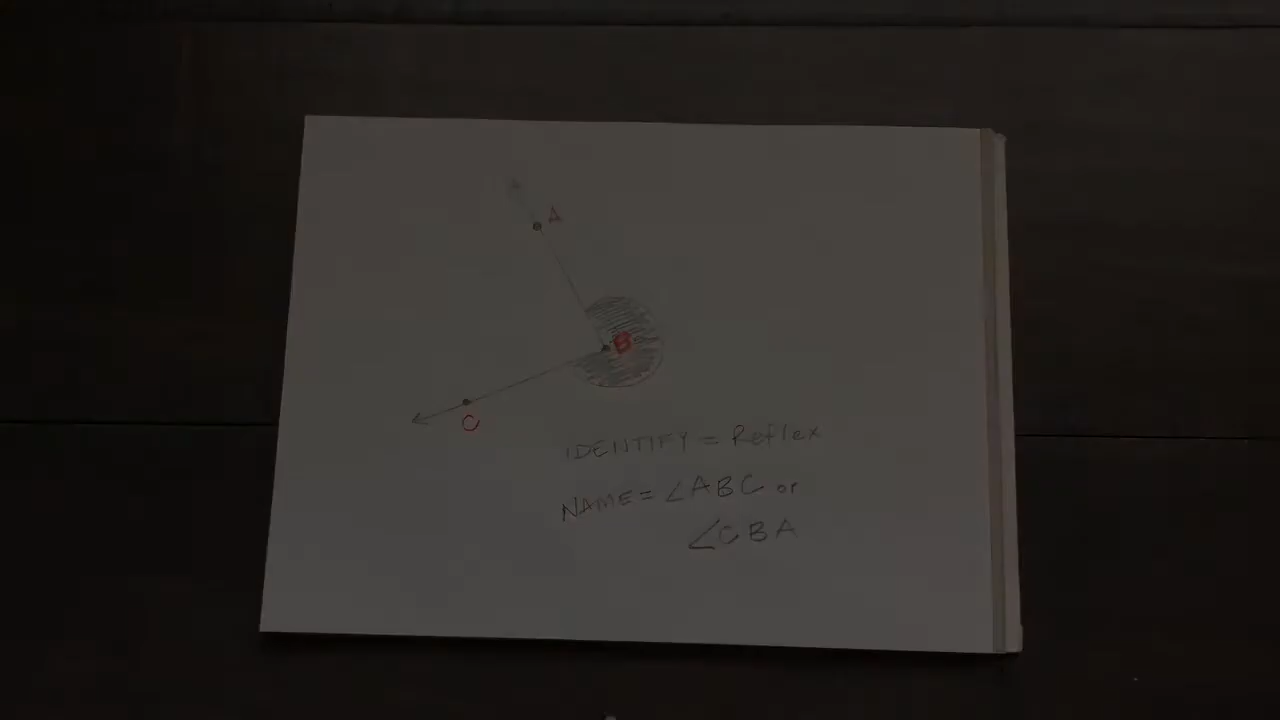 A
B
C
IDENTIFY = Reflex
NAME = ∠ABC or
∠CBA